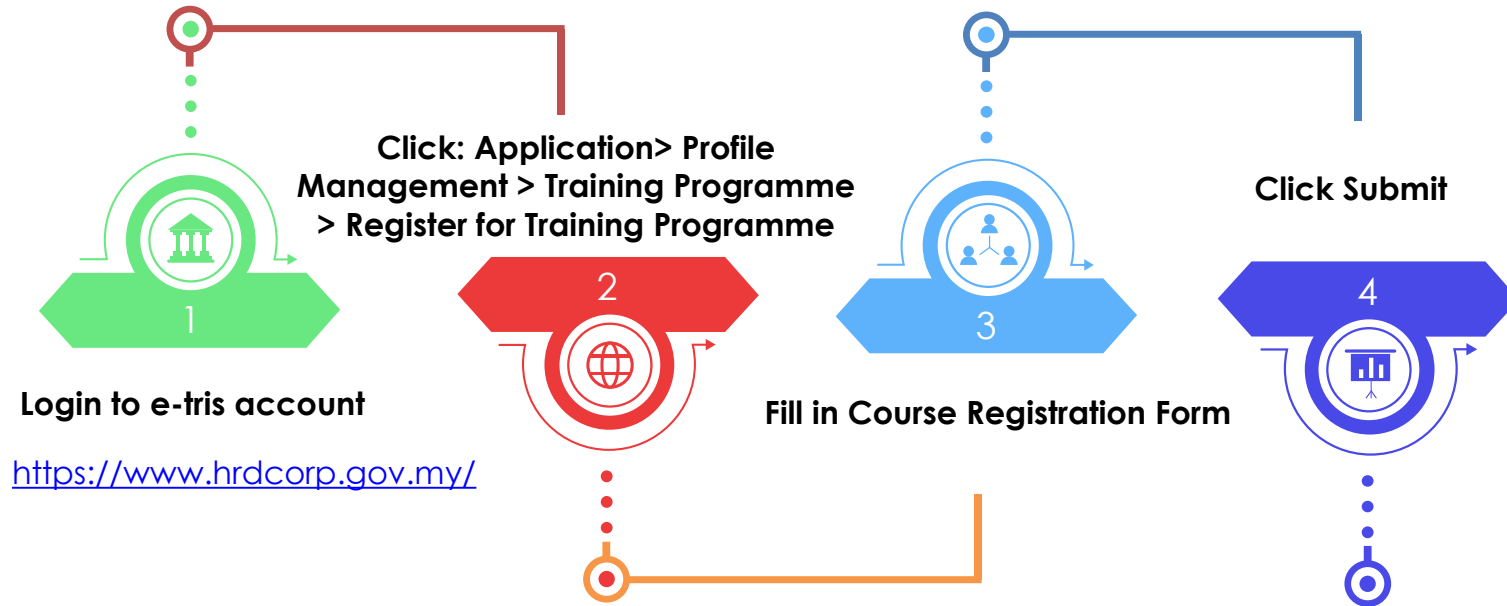 1
Login to e-tris account
https://www.hrdcorp.gov.my/
Click: Application> Profile
Management > Training Programme
> Register for Training Programme
2
3
Fill in Course Registration Form
Click Submit
4